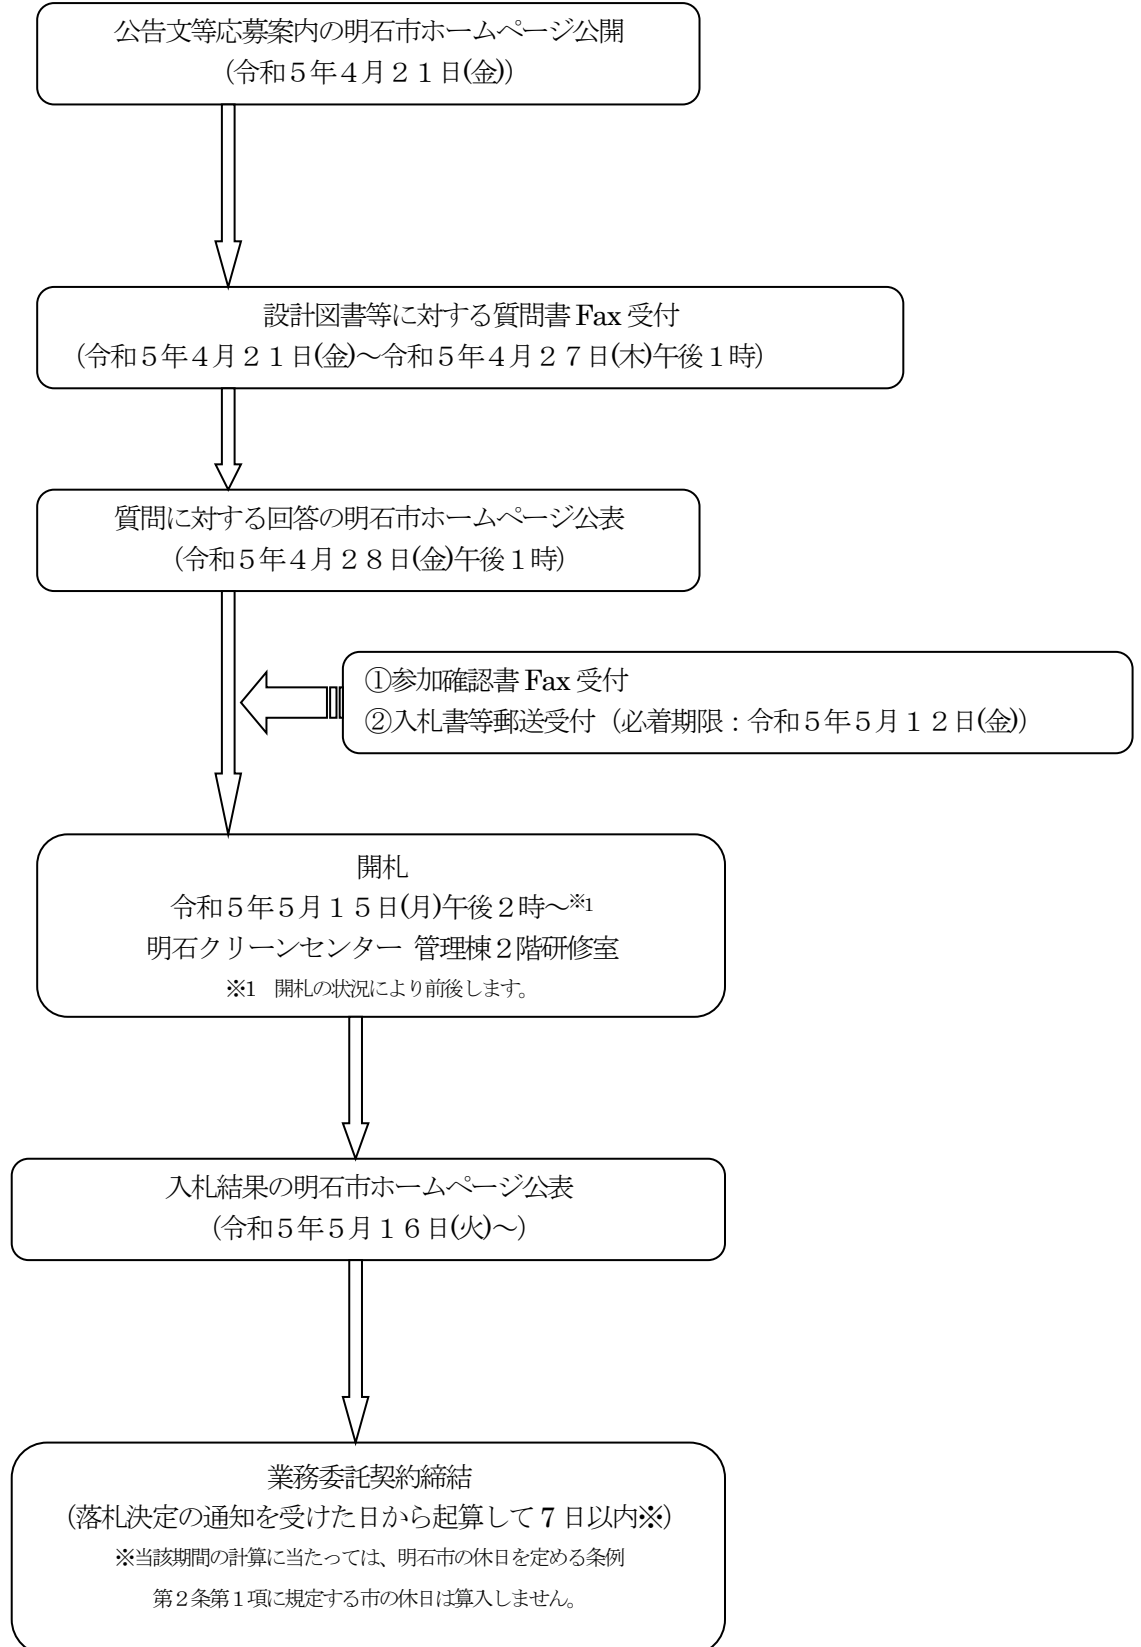 公告文等応募案内の明石市ホームページ公開
（令和５年４月２１日(金)）
設計図書等に対する質問書 Fax 受付
（令和５年４月２１日(金)～令和５年４月２７日(木)午後１時）
質問に対する回答の明石市ホームページ公表
（令和５年４月２８日(金)午後１時）
①参加確認書 Fax 受付
②入札書等郵送受付（必着期限：令和５年５月１２日(金)）
開札
令和５年５月１５日(月)午後２時～※1
明石クリーンセンター 管理棟２階研修室
※1　開札の状況により前後します。
入札結果の明石市ホームページ公表
（令和５年５月１６日(火)～）
業務委託契約締結
（落札決定の通知を受けた日から起算して 7 日以内※）
※当該期間の計算に当たっては、明石市の休日を定める条例
第２条第１項に規定する市の休日は算入しません。